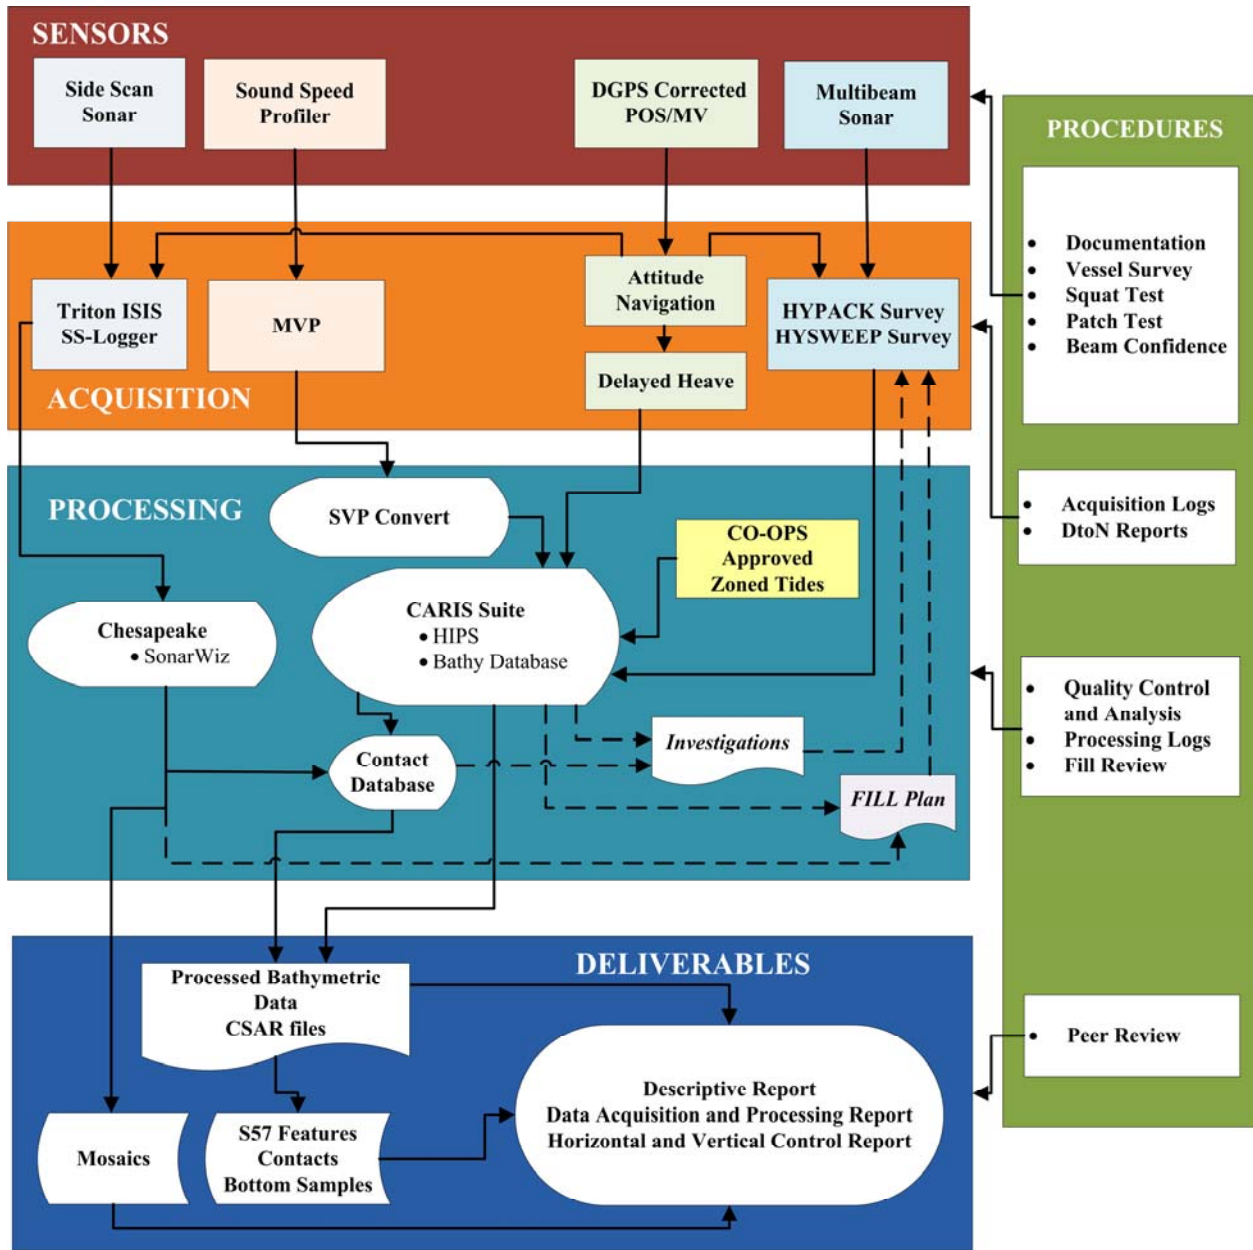 SENSORS
Side Scan
Sonar
Sound Speed
Profiler
DGPS Corrected
POS/MV
Multibeam
Sonar
PROCEDURES
• Documentation
• Vessel Survey
• Squat Test
• Patch Test
• Beam Confidence
Triton ISIS
SS-Logger
MVP
Attitude
Navigation
HYPACK Survey
HYSWEEP Survey
Delayed Heave
ACQUISITION
• Acquisition Logs
• DtoN Reports
PROCESSING
SVP Convert
CO-OPS
Approved
Zoned Tides
CARIS Suite
• HIPS
• Bathy Database
Chesapeake
• SonarWiz
• Quality Control
and Analysis
• Processing Logs
• Fill Review
Contact
Database
Investigations
FILL Plan
DELIVERABLES
Processed Bathymetric
Data
CSAR files
• Peer Review
Descriptive Report
Data Acquisition and Processing Report
Horizontal and Vertical Control Report
Mosaics
S57 Features
Contacts
Bottom Samples